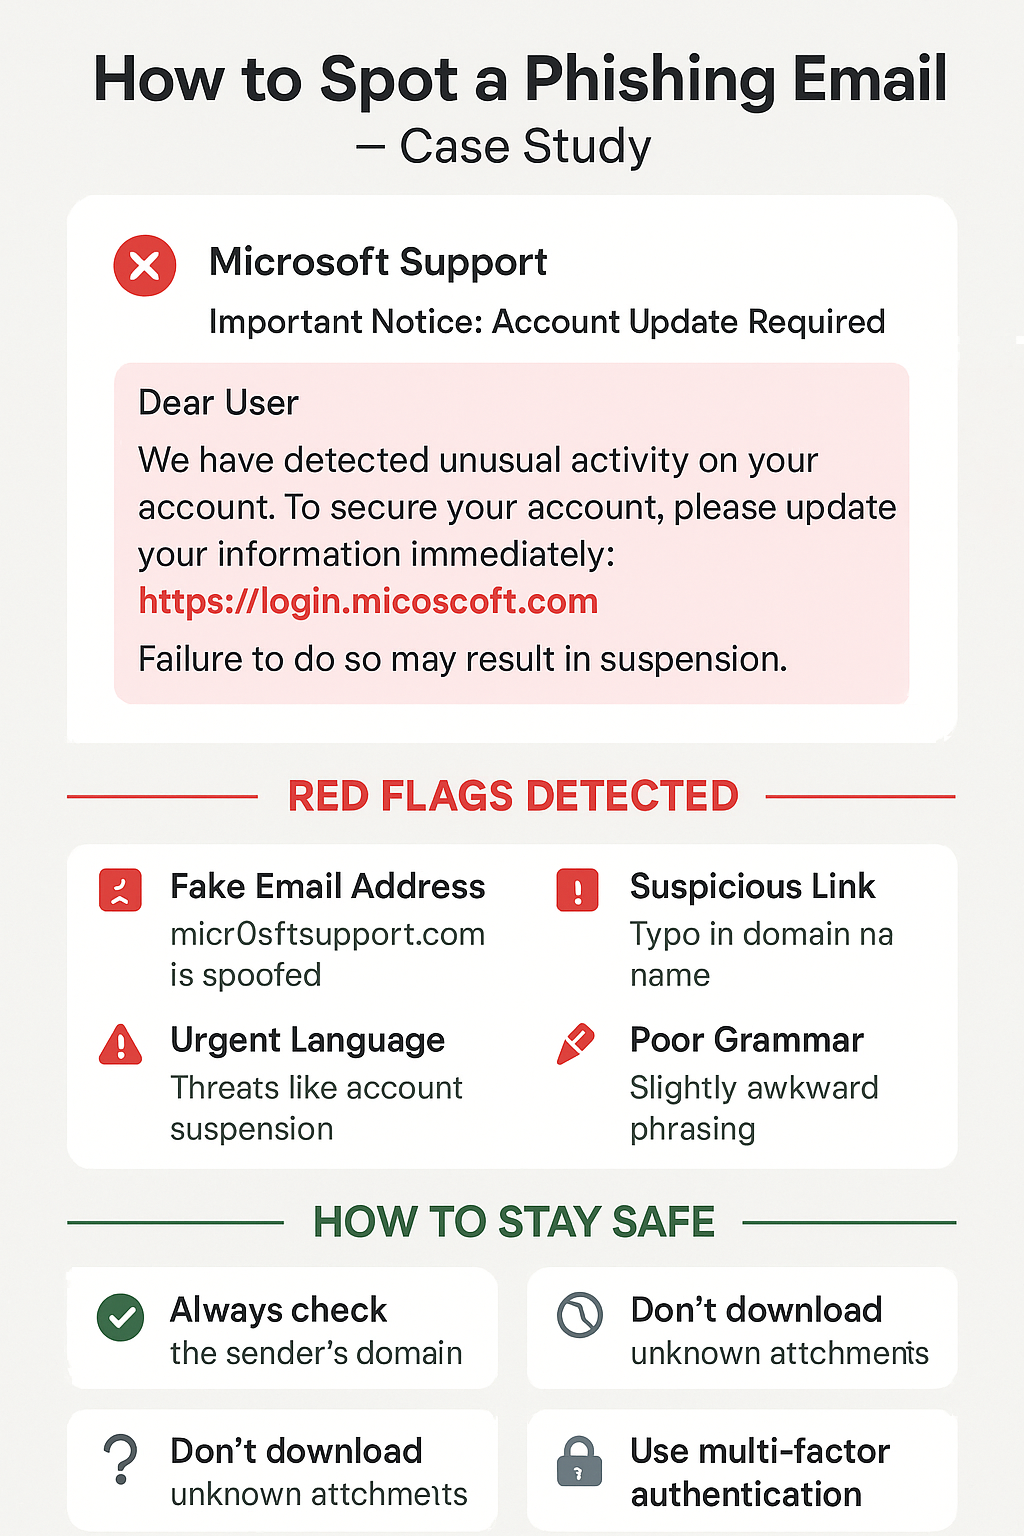 How to Spot a Phishing Email
– Case Study
Microsoft Support
Important Notice: Account Update Required
Dear User
We have detected unusual activity on your
account. To secure your account, please update
your information immediately:
https://login.micoscoft.com
Failure to do so may result in suspension.
RED FLAGS DETECTED
Fake Email Address
micr0sftsupport.com
is spoofed
Suspicious Link
Typo in domain na
name
Urgent Language
Threats like account
suspension
Poor Grammar
Slightly awkward
phrasing
HOW TO STAY SAFE
Always check
the sender's domain
Don't download
unknown attchments
Don't download
unknown
Use multi-factor
authentication